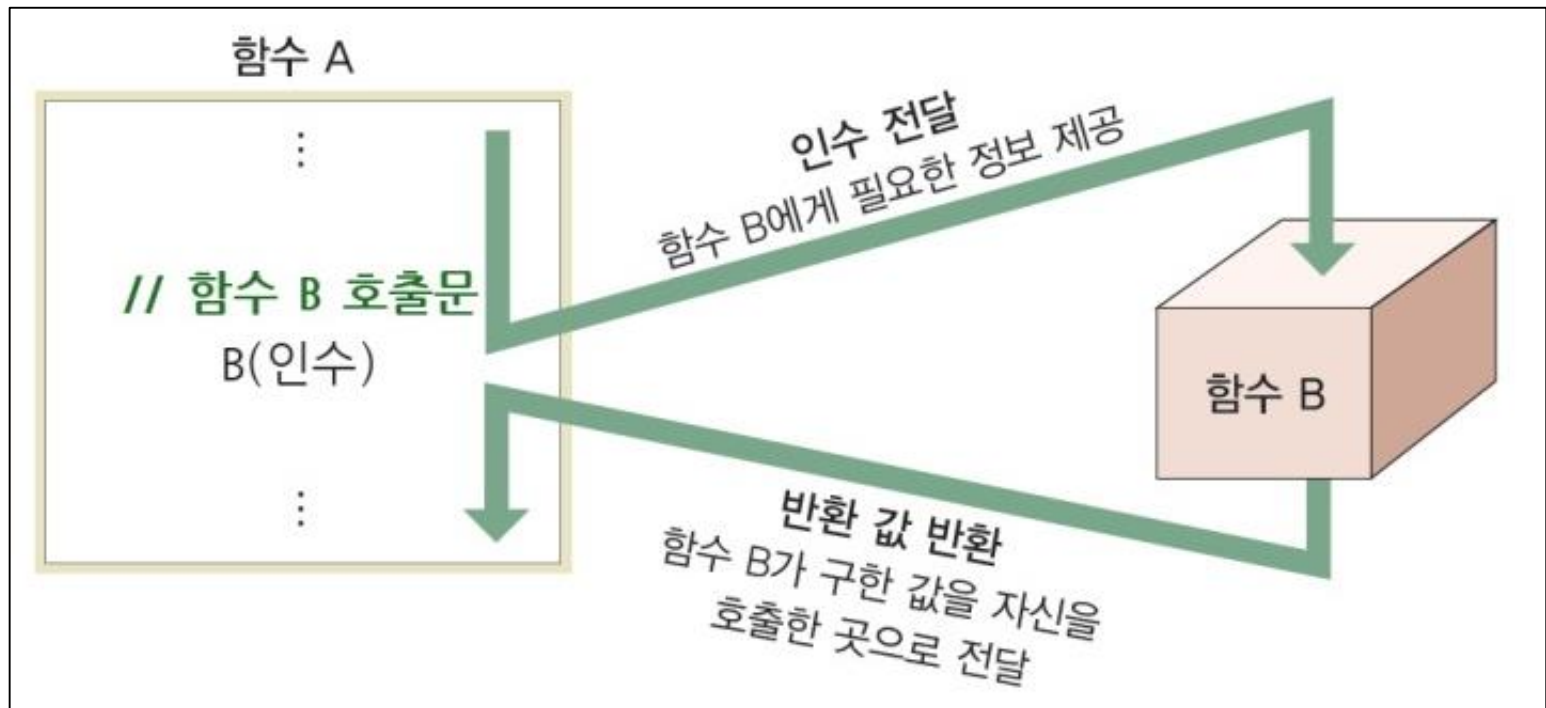 함수 A
⋮
// 함수 B 호출문
B(인수)
⋮
인수 전달
함수 B에게 필요한 정보 제공
함수 B
반환 값 반환
함수 B가 구한 값을 자신을
호출한 곳으로 전달